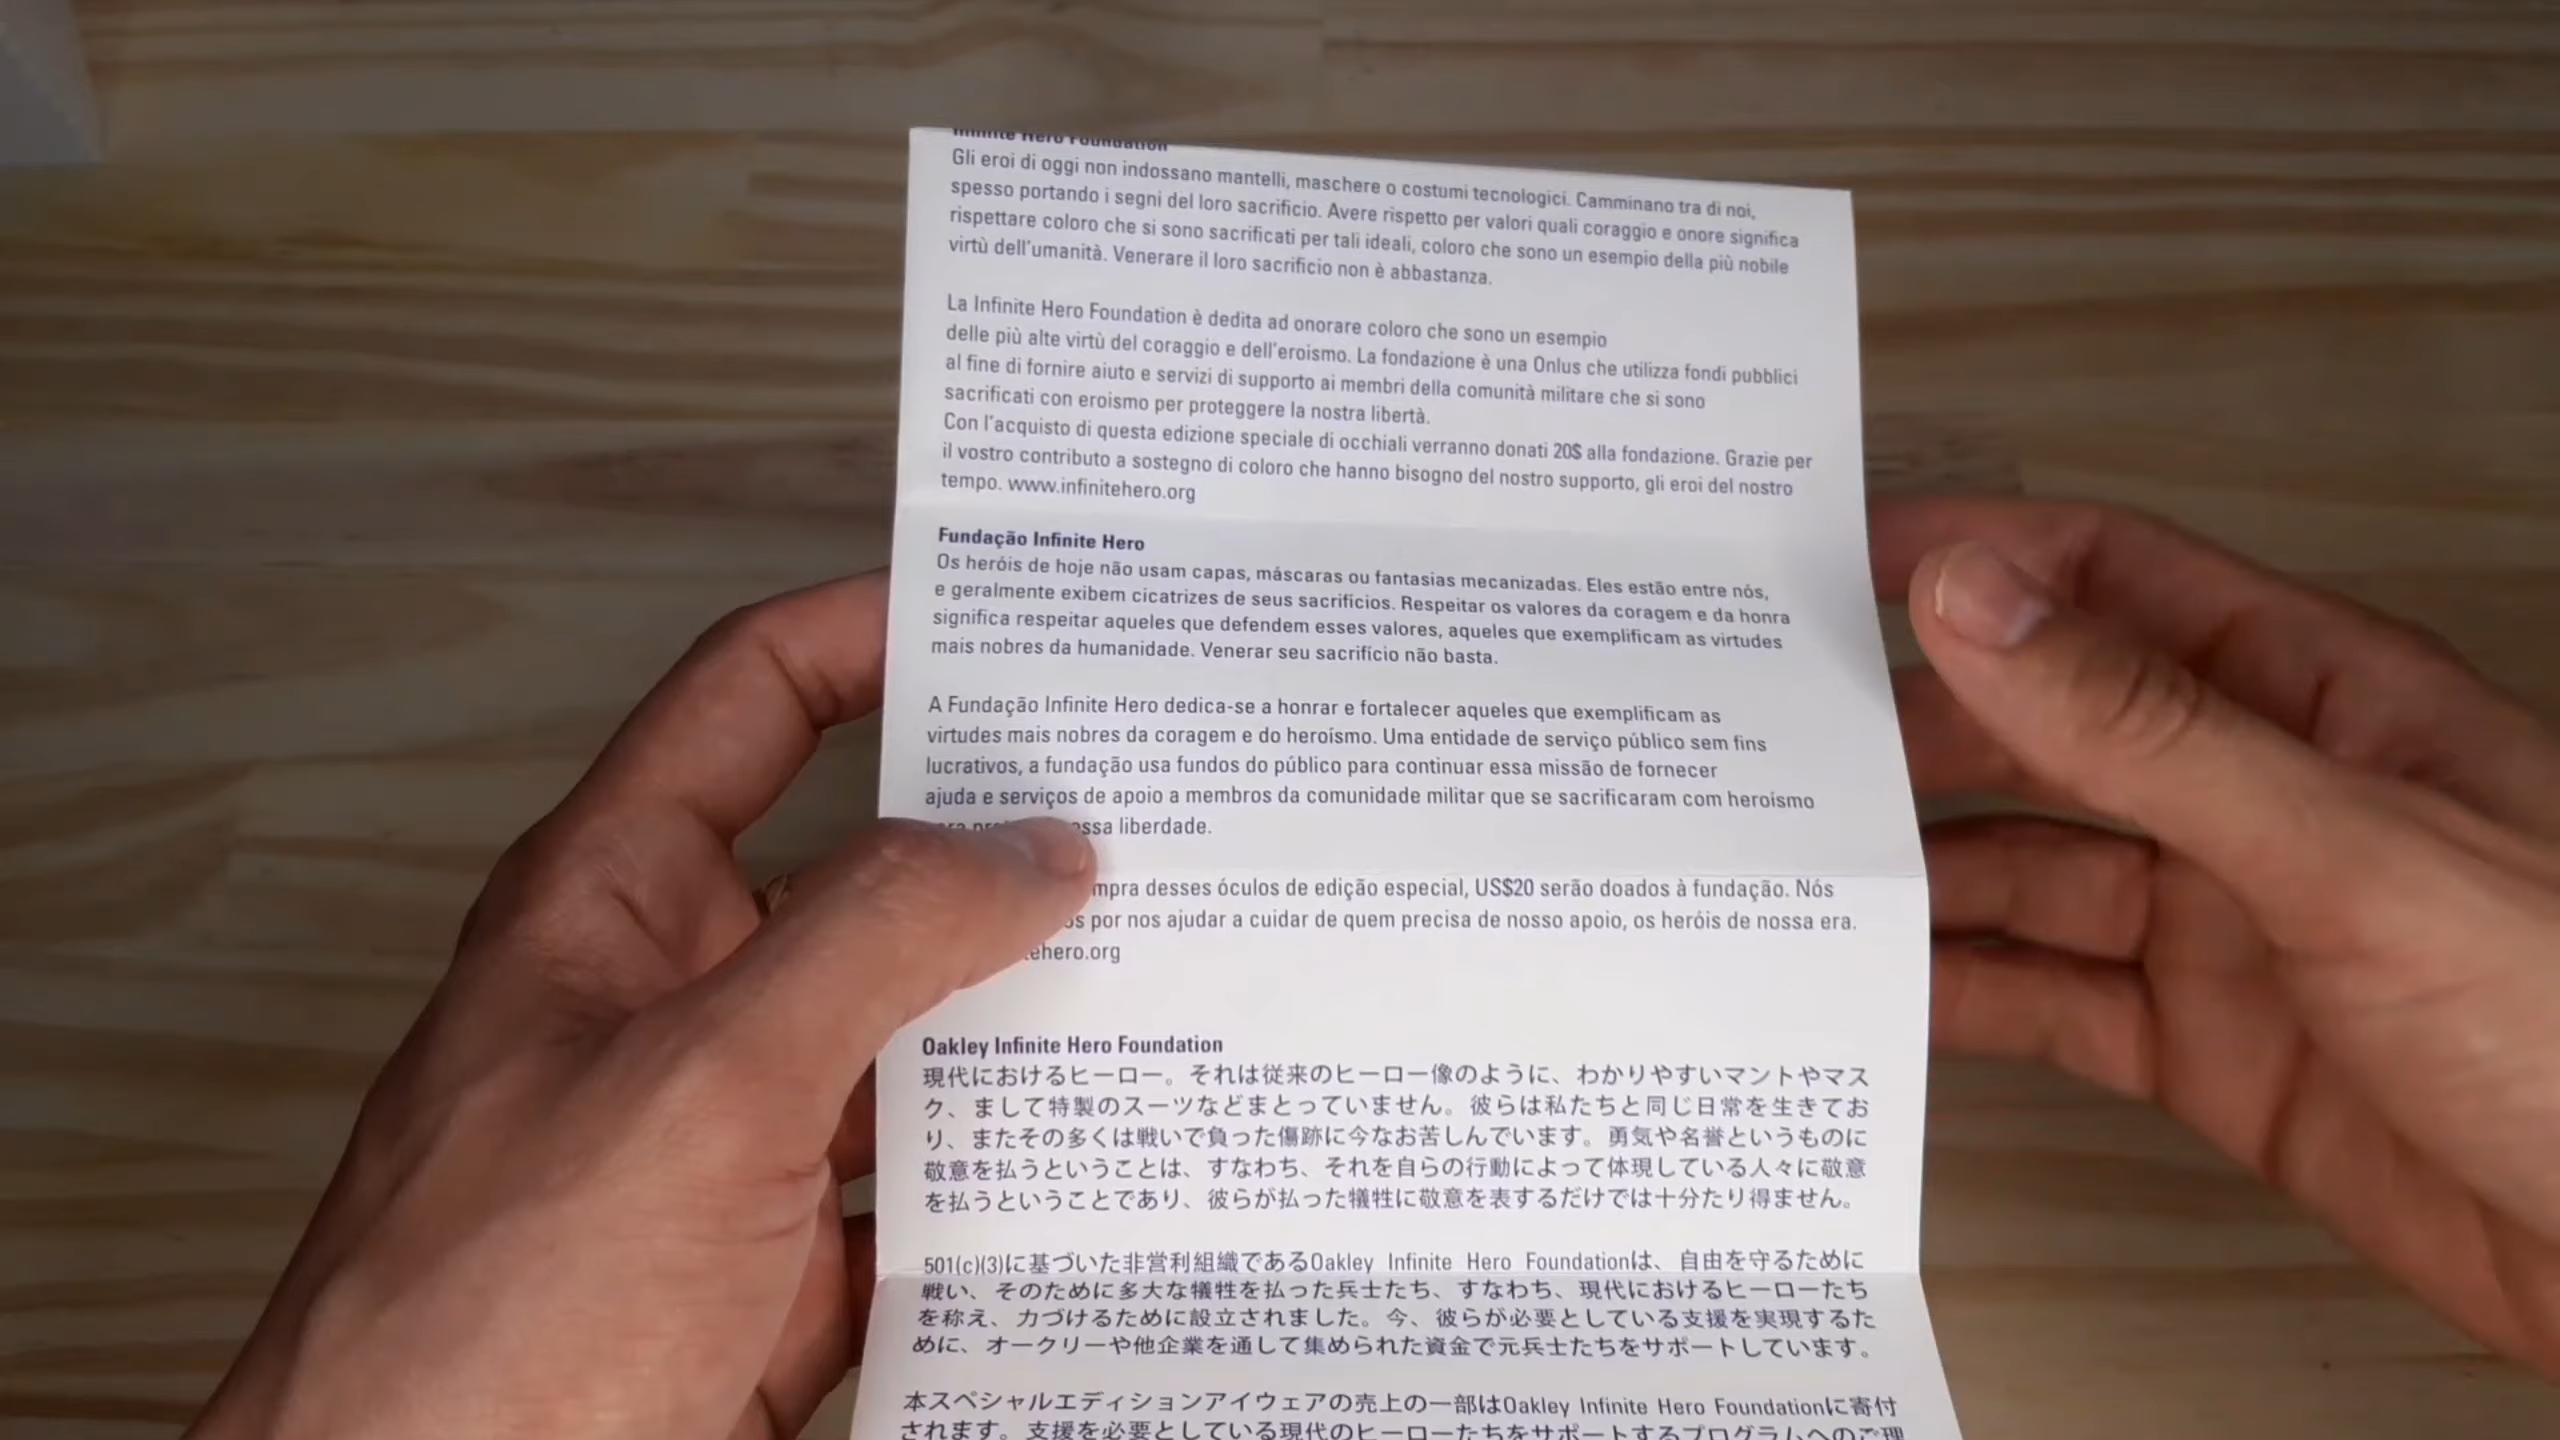 Infinite Hero Foundation
Gli eroi di oggi non indossano mantelli, maschere o costumi tecnologici. Camminano tra di noi,
spesso portando i segni del loro sacrificio. Avere rispetto per valori quali coraggio e onore significa
rispettare coloro che si sono sacrificati per tali ideali, coloro che sono un esempio della più nobile
virtù dell'umanità. Venerare il loro sacrificio non è abbastanza.
La Infinite Hero Foundation è dedita ad onorare coloro che sono un esempio
delle più alte virtù del coraggio e dell'eroismo. La fondazione è una Onlus che utilizza fondi pubblici
al fine di fornire aiuto e servizi di supporto ai membri della comunità militare che si sono
sacrificati con eroismo per proteggere la nostra libertà.
Con l'acquisto di questa edizione speciale di occhiali verranno donati 20$ alla fondazione. Grazie per
il vostro contributo a sostegno di coloro che hanno bisogno del nostro supporto, gli eroi del nostro
tempo. www.infinitehero.org
Fundação Infinite Hero
Os heróis de hoje não usam capas, máscaras ou fantasias mecanizadas. Eles estão entre nós,
e geralmente exibem cicatrizes de seus sacrifícios. Respeitar os valores da coragem e da honra
significa respeitar aqueles que defendem esses valores, aqueles que exemplificam as virtudes
mais nobres da humanidade. Venerar seu sacrifício não basta.
A Fundação Infinite Hero dedica-se a honrar e fortalecer aqueles que exemplificam as
virtudes mais nobres da coragem e do heroísmo. Uma entidade de serviço público sem fins
lucrativos, a fundação usa fundos do público para continuar essa missão de fornecer
ajuda e serviços de apoio a membros da comunidade militar que se sacrificaram com heroísmo
liberdade.
desses óculos de edição especial, US$20 serão doados à fundação. Nós
por nos ajudar a cuidar de quem precisa de nosso apoio, os heróis de nossa era.
Oakley Infinite Hero Foundation
現代におけるヒーロー。それは従来のヒーロー像のように、わかりやすいマントやマス
ク、まして特製のスーツなどまとっていません。彼らは私たちと同じ日常を生きてお
り、またその多くは戦いで負った傷跡に今なお苦しんでいます。勇気や名誉というものに
敬意を払うということは、すなわち、それを自らの行動によって体現している人々に敬意
を払うということであり、彼らが払った犠牲に敬意を表するだけでは十分たり得ません。
501(c)(3)に基づいた非営利組織であるOakley Infinite Hero Foundationは、自由を守るために
戦い、そのために多大な犠牲を払った兵士たち、すなわち、現代におけるヒーローたち
を称え、力づけるために設立されました。今、彼らが必要としている支援を実現するた
めに、オークリーや他企業を通して集められた資金で元兵士たちをサポートしています。
本スペシャルエディションアイウェアの売上の一部はOakley Infinite Hero Foundationに寄付
されます。支援を必要としている現代のヒーローたちをサポートするプログラムへのご理